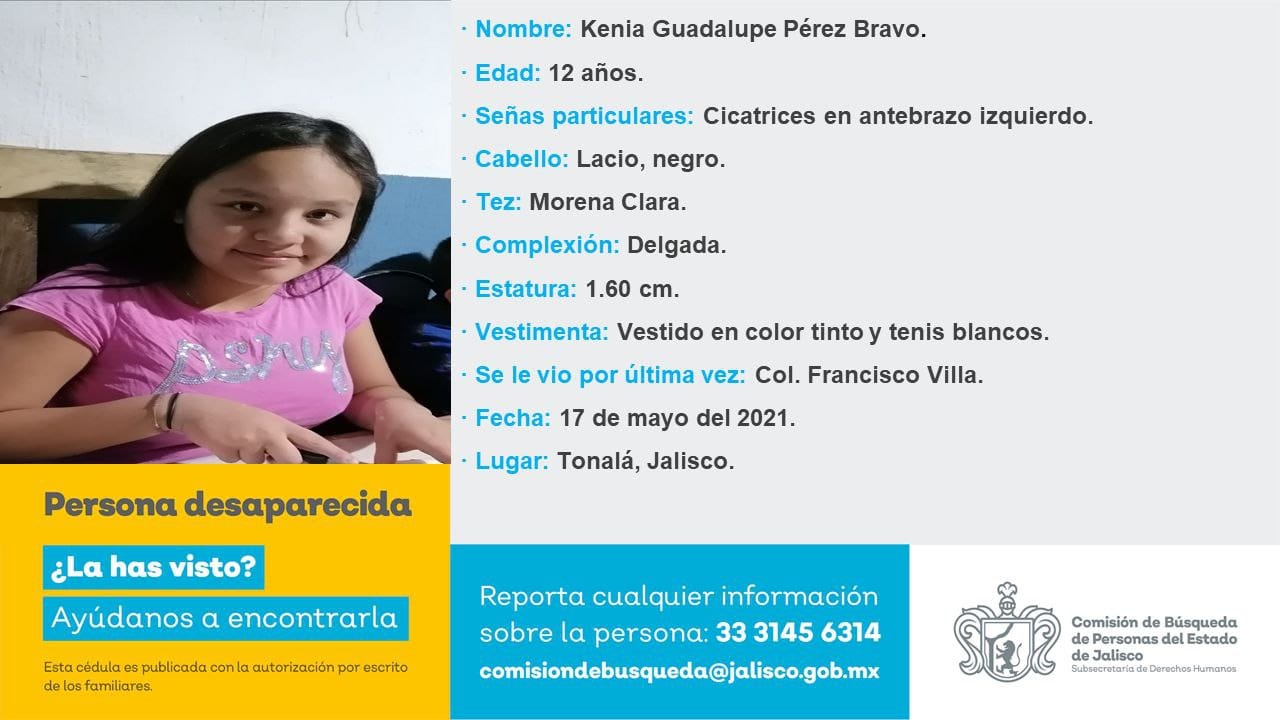 · Nombre: Kenia Guadalupe Pérez Bravo.
· Edad: 12 años.
· Señas particulares: Cicatrices en antebrazo izquierdo.
· Cabello: Lacio, negro.
· Tez: Morena Clara.
· Complexión: Delgada.
· Estatura: 1.60 cm.
· Vestimenta: Vestido en color tinto y tenis blancos.
· Se le vio por última vez: Col. Francisco Villa.
· Fecha: 17 de mayo del 2021.
· Lugar: Tonalá, Jalisco.
Persona desaparecida
¿La has visto?
Ayúdanos a encontrarla
Esta cédula es publicada con la autorización por escrito
de los familiares.
Reporta cualquier información
sobre la persona: 33 3145 6314
comisiondebusqueda@jalisco.gob.mx
Comisión de Búsqueda
de Personas del Estado
de Jalisco
Subsecretaría de Derechos Humanos